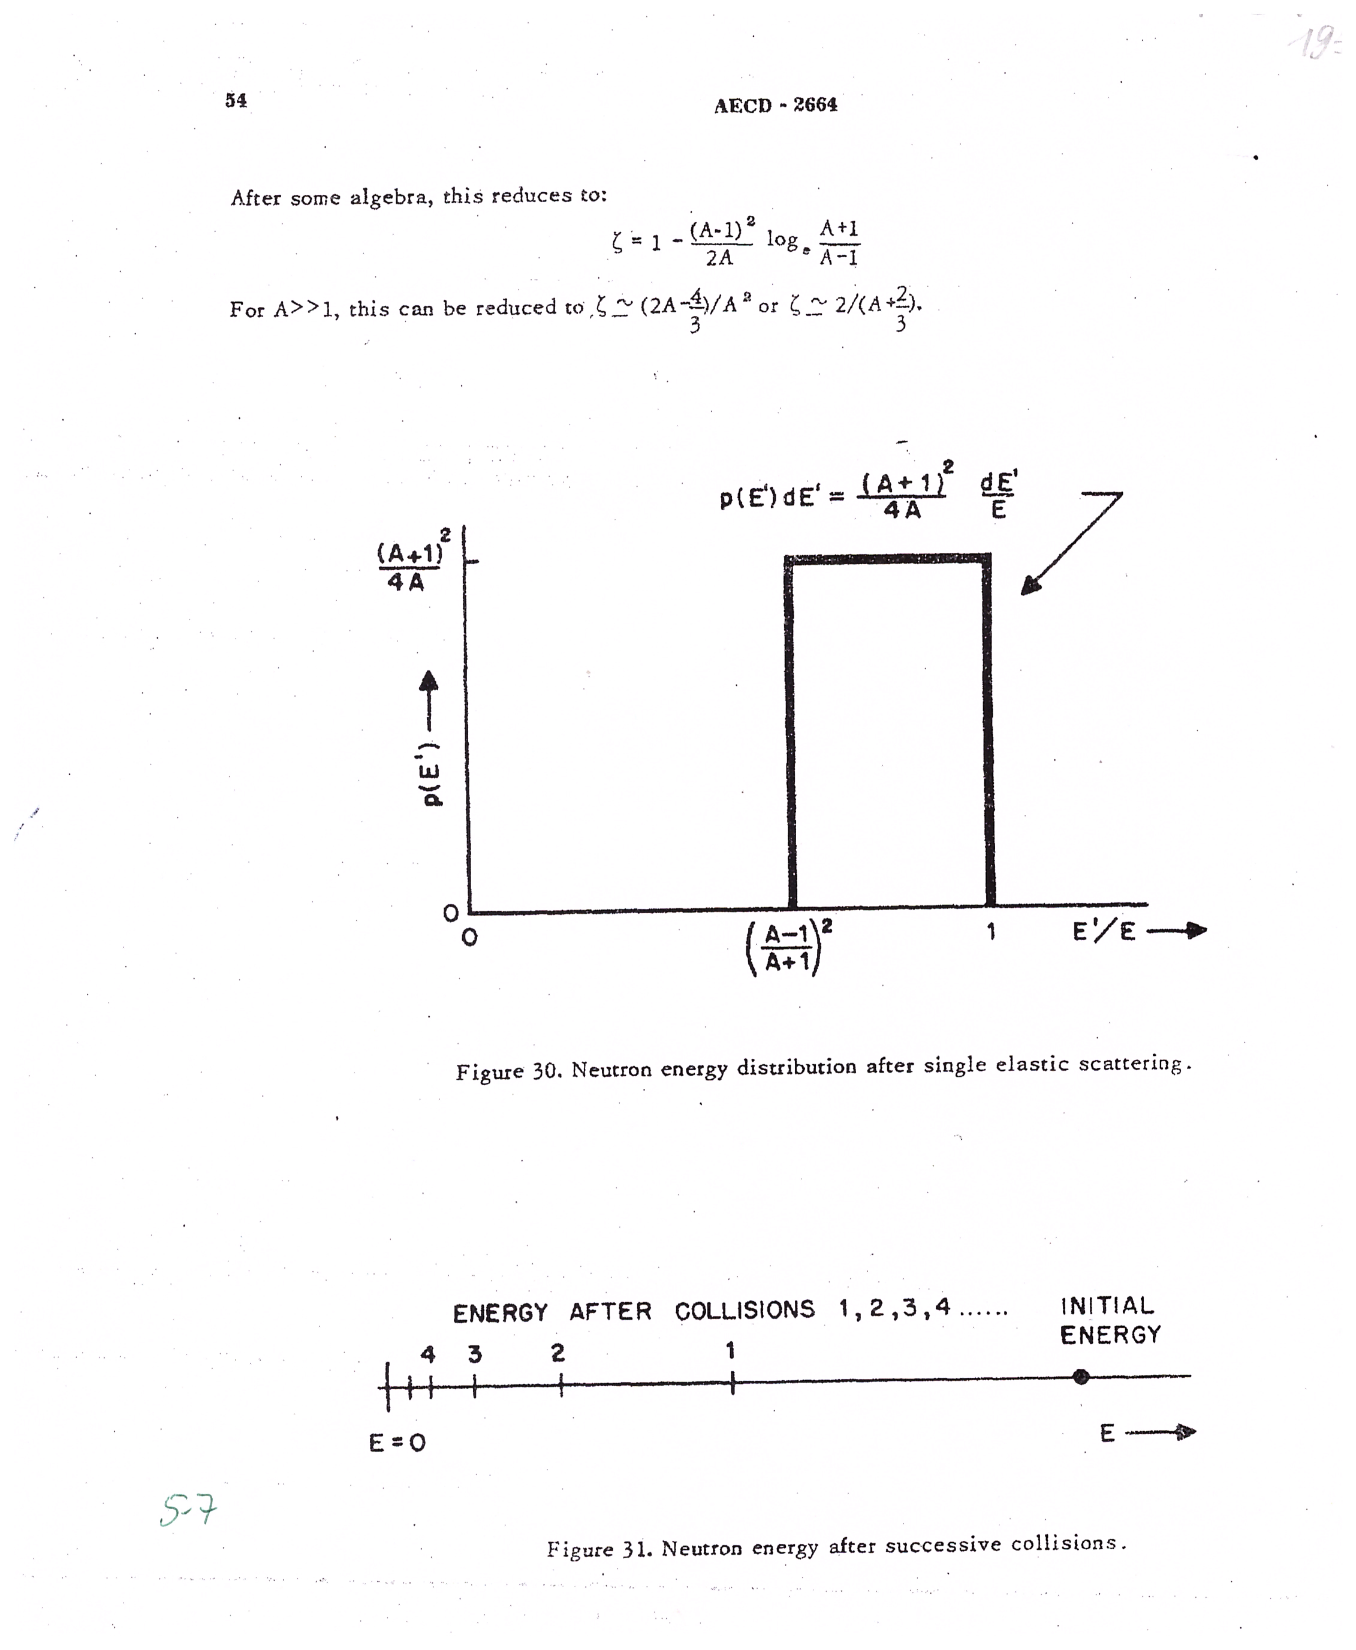 19-
54 AECD - 2664
After some algebra, this reduces to:
ζ = 1 - (A-1)²/2A logₑ A+1/A-1
For A>>1, this can be reduced to ζ ≃ (2A-4/3)/A² or ζ ≃ 2/(A+2/3).
p(E')dE' = (A+1)²/4A dE'/E
(A+1)²/4A
p(E')
0
0 ((A-1)/(A+1))² 1 E'/E
Figure 30. Neutron energy distribution after single elastic scattering.
ENERGY AFTER COLLISIONS 1,2,3,4......
INITIAL
ENERGY
4 3 2 1
E=0
E
5-7
Figure 31. Neutron energy after successive collisions.